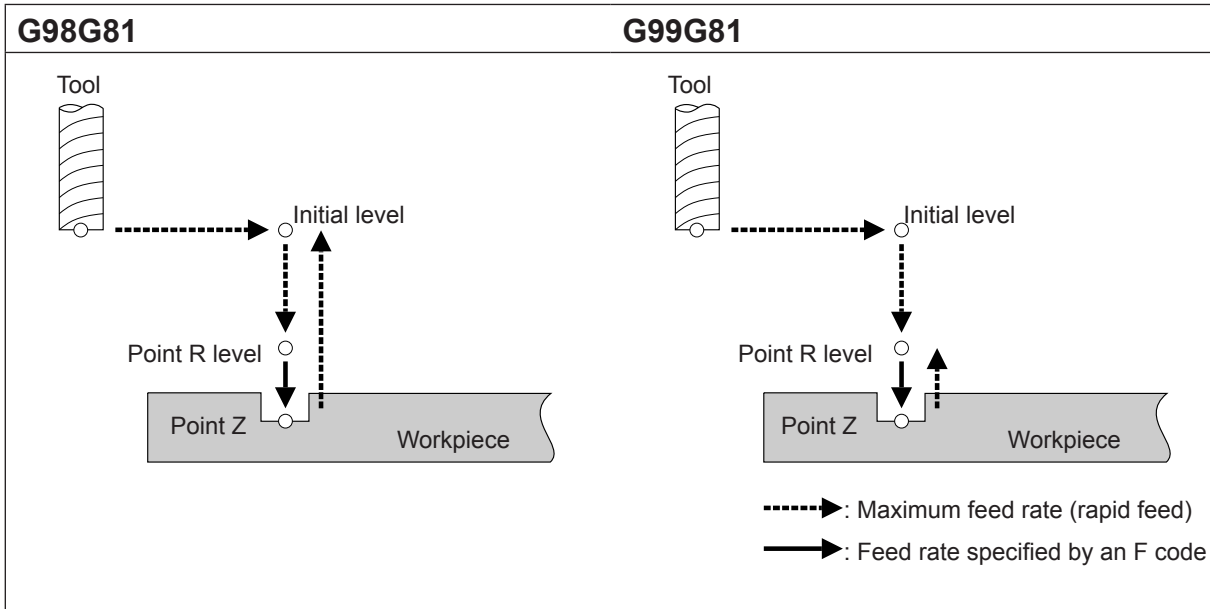 G98G81
Tool
Initial level
Point R level
Point Z
Workpiece
G99G81
Tool
Initial level
Point R level
Point Z
Workpiece
: Maximum feed rate (rapid feed)
: Feed rate specified by an F code